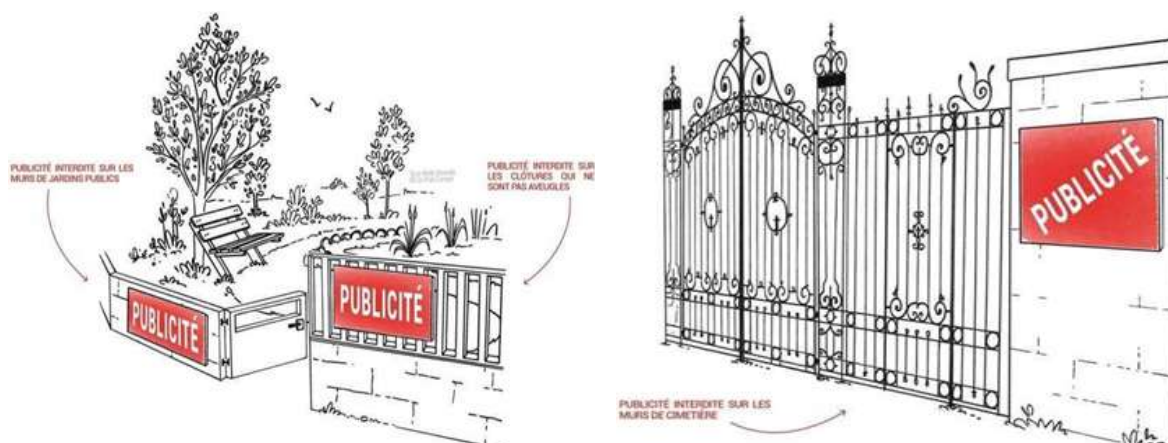 PUBLICITÉ INTERDITE SUR LES
MURS DE JARDINS PUBLICS
PUBLICITÉ INTERDITE SUR
LES CLÔTURES QUI NE
SONT PAS AVEUGLES
PUBLICITÉ
PUBLICITÉ
PUBLICITÉ
PUBLICITÉ INTERDITE SUR LES
MURS DE CIMETIÈRE